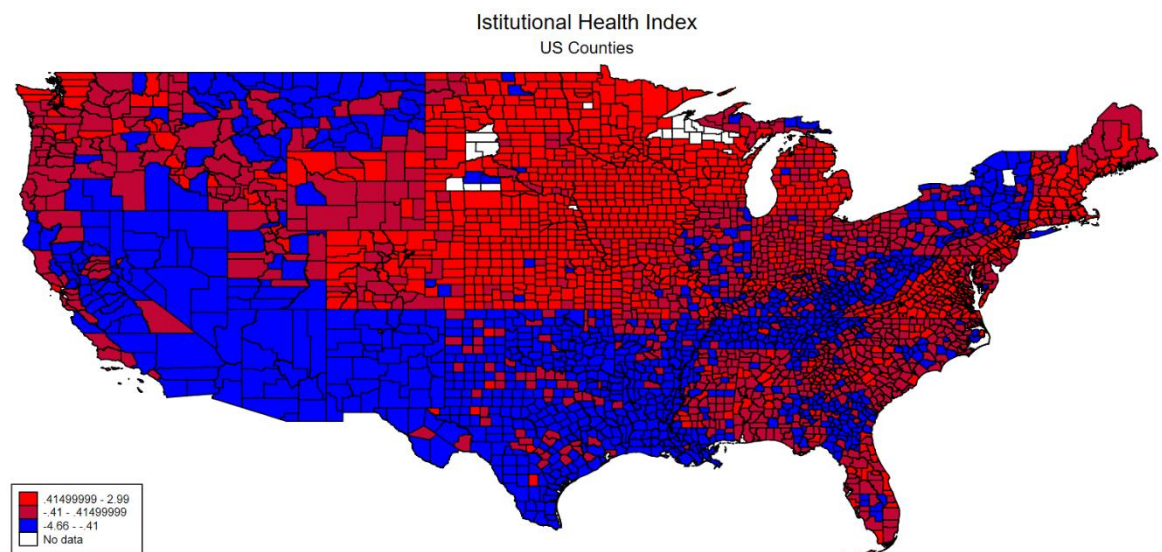 Istitutional Health Index
US Counties
.41499999 - 2.99
-.41 - .41499999
-4.66 - -.41
No data